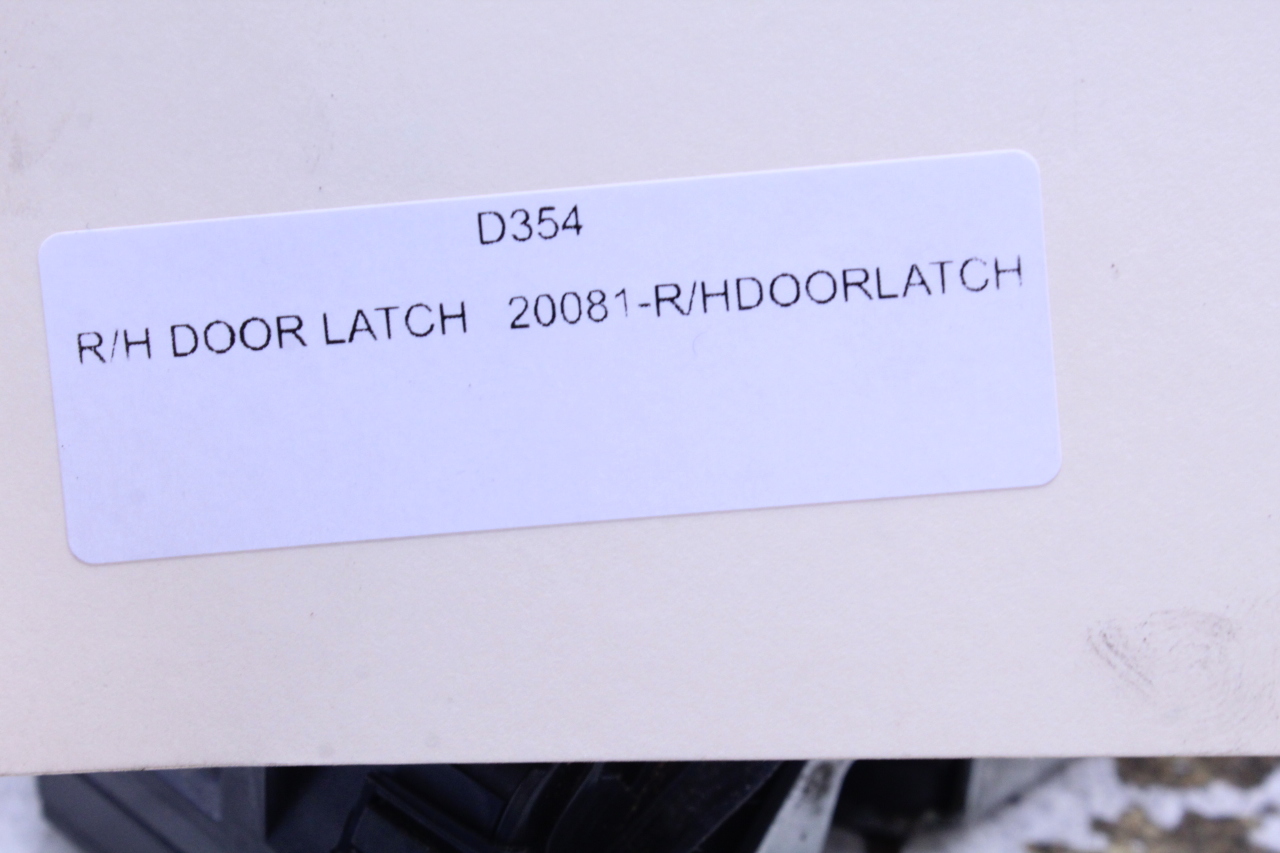 D354
R/H DOOR LATCH 20081-R/HDOORLATCH